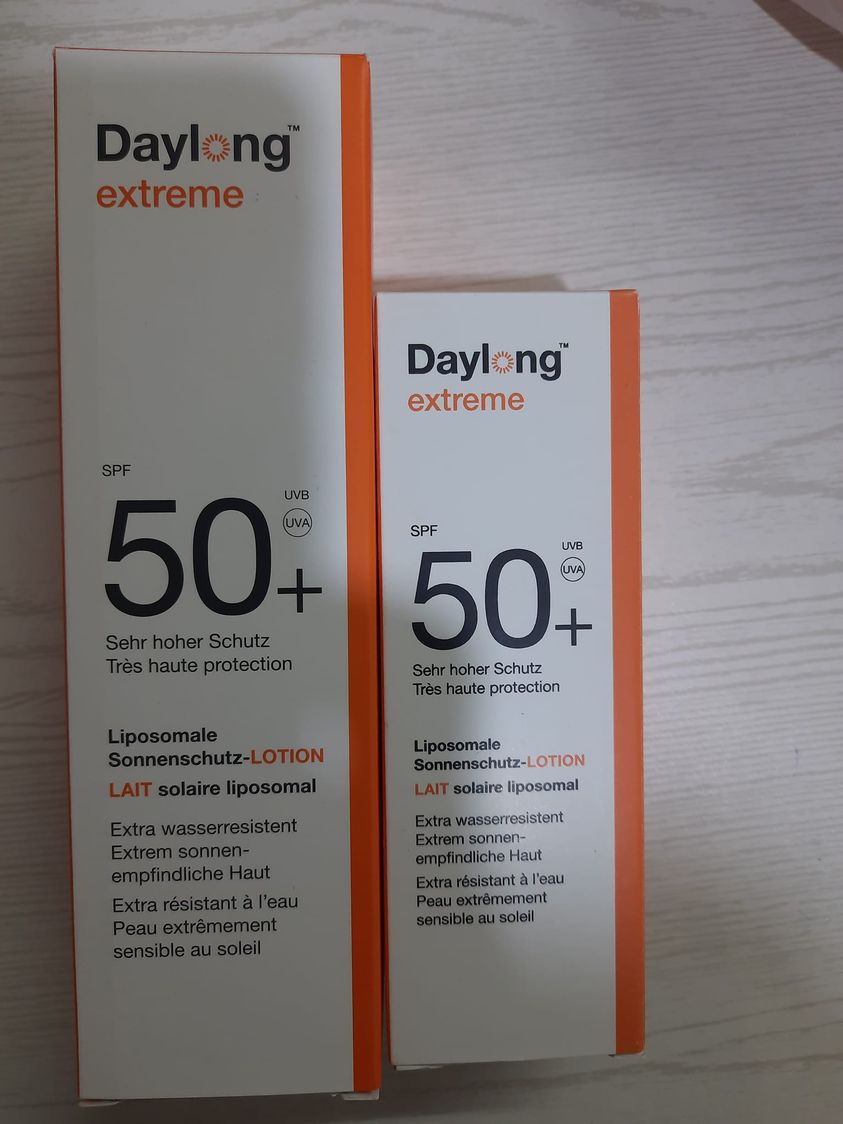 Daylong™
extreme
SPF
50+
UVB
UVA
Sehr hoher Schutz
Très haute protection
Liposomale
Sonnenschutz-LOTION
LAIT solaire liposomal
Extra wasserresistent
Extrem sonnen-
empfindliche Haut
Extra résistant à l'eau
Peau extrêmement
sensible au soleil
Daylong™
extreme
SPF
50+
UVB
UVA
Sehr hoher Schutz
Très haute protection
Liposomale
Sonnenschutz-LOTION
LAIT solaire liposomal
Extra wasserresistent
Extrem sonnen-
empfindliche Haut
Extra résistant à l'eau
Peau extrêmement
sensible au soleil